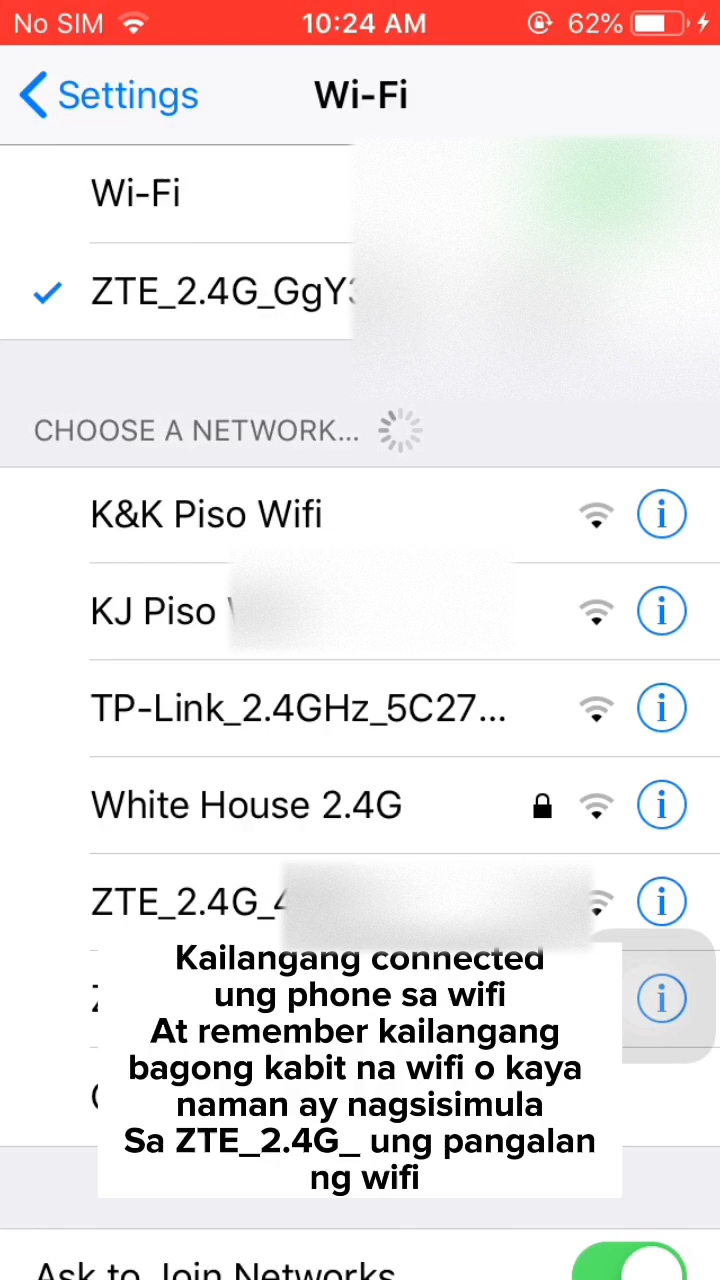 No SIM 10:24 AM 62%
Settings Wi-Fi
Wi-Fi
ZTE_2.4G_GgY
CHOOSE A NETWORK...
K&K Piso Wifi
KJ Piso
TP-Link_2.4GHz_5C27...
White House 2.4G
ZTE_2.4G_4
Kailangang connected
ung phone sa wifi
At remember kailangang
bagong kabit na wifi o kaya
naman ay nagsisimula
Sa ZTE_2.4G_ ung pangalan
ng wifi
Ask to Join Networks